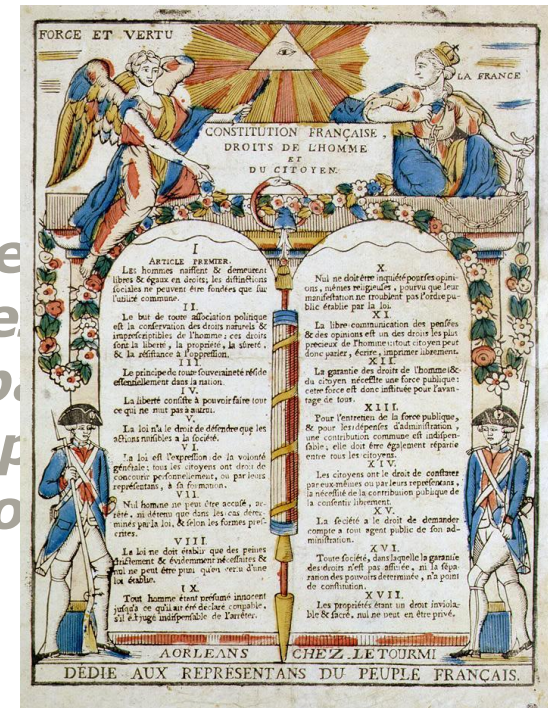 FORCE ET VERTU
LA FRANCE
CONSTITUTION FRANÇAISE,
DROITS DE L'HOMME
ET
DU CITOYEN.
I
ARTICLE PREMIER.
Les hommes naissent & demeurent
libres & égaux en droits; les distinctions
sociales ne peuvent être fondées que sur
l'utilité commune.
II.
Le but de toute association politique
est la conservation des droits naturels &
imprescriptibles de l'homme; ces droits
sont la liberté, la propriété, la sûreté,
& la résistance à l'oppression.
III
Le principe de toute souveraineté réside
essentiellement dans la nation.
IV.
La liberté consiste à pouvoir faire tout
ce qui ne nuit pas à autrui.
V.
La loi n'a le droit de défendre que les
actions nuisibles a la société.
VI.
La loi est l'expression de la volonté
générale; tous les citoyens ont droit de
concourir personnellement, ou par leurs
représentans, à sa formation.
VII.
Nul homme ne peut être accusé, ar-
rêté, ni détenu que dans les cas déter-
minés par la loi, & selon les formes pres-
crites.
VIII.
La loi ne doit établir que des peines
strictement & évidemment nécessaires &
nul ne peut être puni qu'en vertu d'une
loi établie.
IX.
Tout homme étant présumé innocent
jusqu'a ce qu'il ait été déclaré coupable,
s'il est jugé indispensable de l'arrêter.
X.
Nul ne doit être inquiété pour ses opini-
ons, mêmes religieuses, pourvu que leur
manifestation ne troublent pas l'ordre pu-
blic établie par la loi.
XI.
La libre communication des pensées
& des opinions est un des droits les plus
précieux de l'homme: tout citoyen peut
donc parler, écrire, imprimer librement.
XII.
La garantie des droits de l'homme &
du citoyen nécessite une force publique:
cette force est donc instituée pour l'avan-
tage de tous.
XIII.
Pour l'entretien de la force publique,
& pour les dépenses d'administration,
une contribution commune est indispen-
sable; elle doit être également répartie
entre tous les citoyens.
XIV.
Les citoyens ont le droit de constater
par eux-mêmes ou par leurs représentans,
la nécessité de la contribution publique de
la consentir librement.
XV.
La société a le droit de demander
compte a tout agent public de son ad-
ministration.
XVI.
Toute société, dans laquelle la garantie
des droits n'est pas assurée, ni la sépa-
ration des pouvoirs determinée, n'a point
de constitution.
XVII.
Les propriétés étant un droit inviola-
ble & sacré, nul ne peut en être privé.
A ORLEANS CHEZ LETOURMI
DÉDIÉ AUX REPRÉSENTANS DU PEUPLE FRANÇAIS.